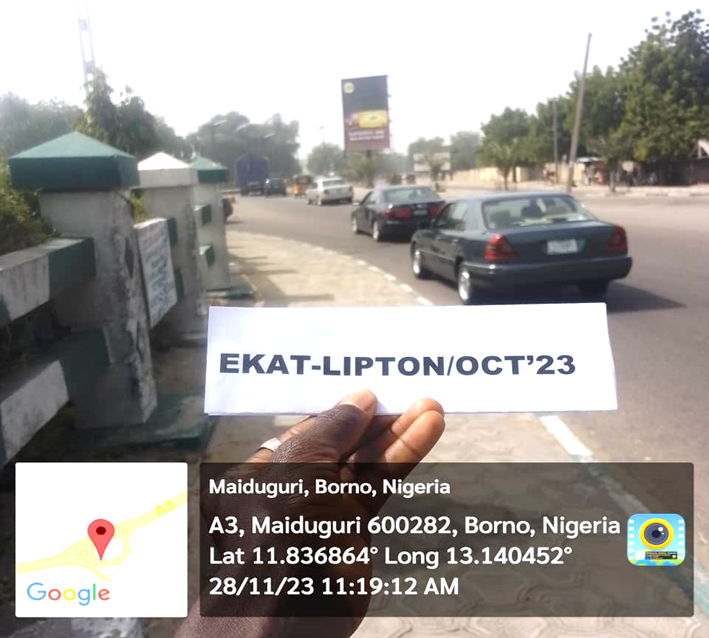 EKAT-LIPTON/OCT’23
A3
Google
Maiduguri, Borno, Nigeria
A3, Maiduguri 600282, Borno, Nigeria
Lat 11.836864° Long 13.140452°
28/11/23 11:19:12 AM